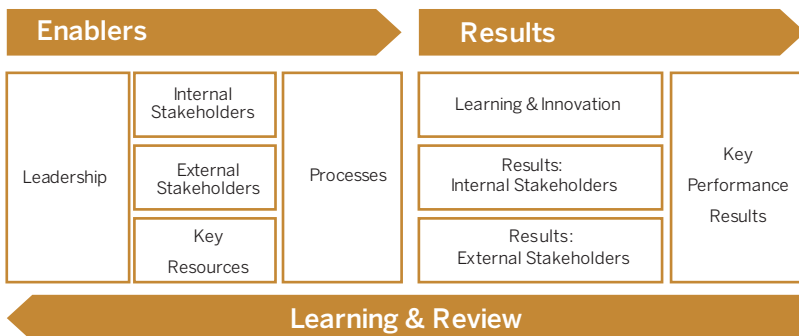 Enablers
Results
Leadership
Internal
Stakeholders
External
Stakeholders
Key
Resources
Processes
Learning & Innovation
Results:
Internal Stakeholders
Results:
External Stakeholders
Key
Performance
Results
Learning & Review